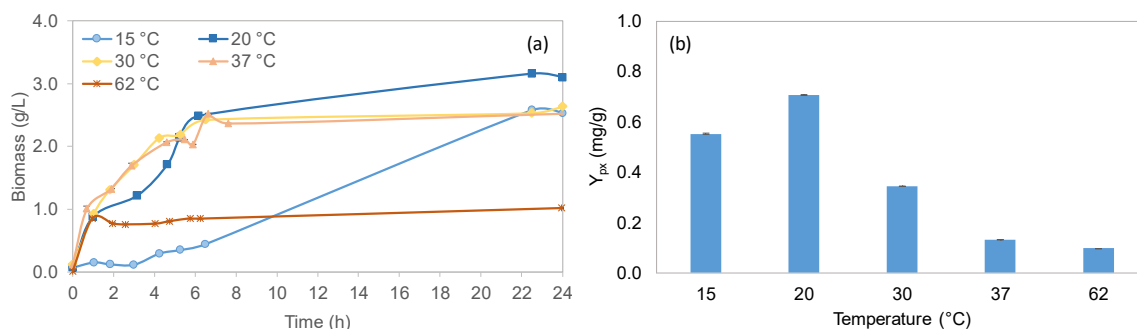 (a)
15 °C
20 °C
30 °C
37 °C
62 °C
4.0
3.0
2.0
1.0
0.0
Biomass (g/L)
0 2 4 6 8 10 12 14 16 18 20 22 24
Time (h)
(b)
1.0
0.8
0.6
0.4
0.2
0.0
Ypx (mg/g)
15 20 30 37 62
Temperature (°C)